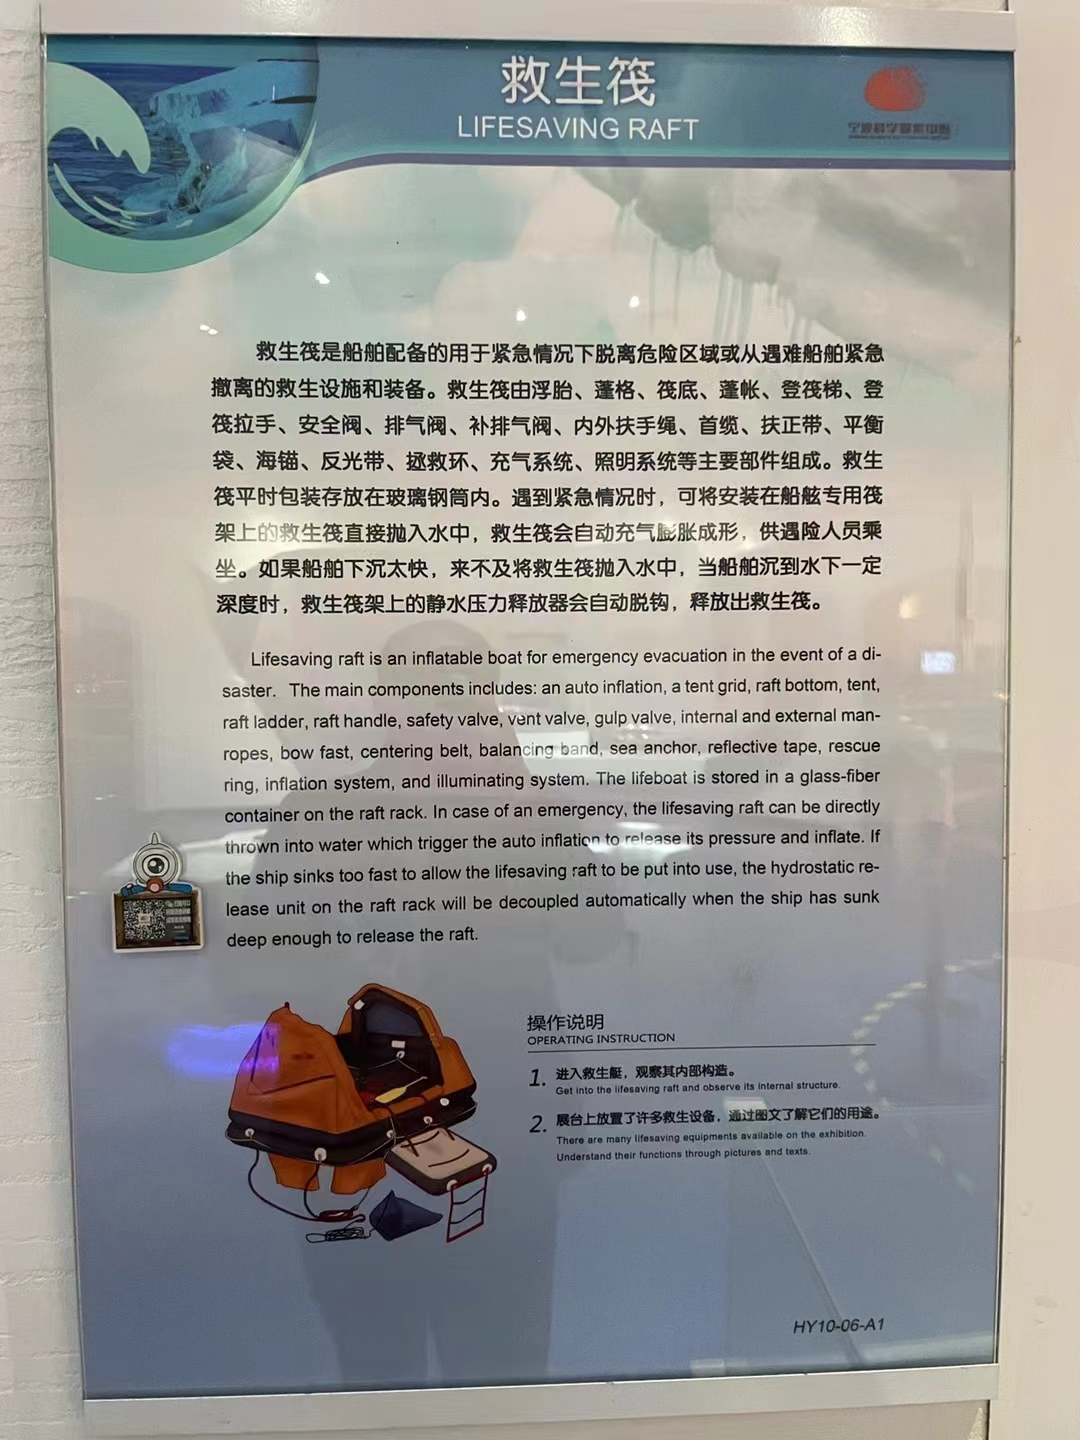 救生筏
LIFESAVING RAFT
宁波科学探索中心
救生筏是船舶配备的用于紧急情况下脱离危险区域或从遇难船舶紧急
撤离的救生设施和装备。救生筏由浮胎、蓬格、筏底、蓬帐、登筏梯、登
筏拉手、安全阀、排气阀、补排气阀、内外扶手绳、首缆、扶正带、平衡
袋、海锚、反光带、拯救环、充气系统、照明系统等主要部件组成。救生
筏平时包装存放在玻璃钢筒内。遇到紧急情况时，可将安装在船舷专用筏
架上的救生筏直接抛入水中，救生筏会自动充气膨胀成形，供遇险人员乘
坐。如果船舶下沉太快，来不及将救生筏抛入水中，当船舶沉到水下一定
深度时，救生筏架上的静水压力释放器会自动脱钩，释放出救生筏。
Lifesaving raft is an inflatable boat for emergency evacuation in the event of a di-
saster. The main components includes: an auto inflation, a tent grid, raft bottom, tent,
raft ladder, raft handle, safety valve, vent valve, gulp valve, internal and external man-
ropes, bow fast, centering belt, balancing band, sea anchor, reflective tape, rescue
ring, inflation system, and illuminating system. The lifeboat is stored in a glass-fiber
container on the raft rack. In case of an emergency, the lifesaving raft can be directly
thrown into water which trigger the auto inflation to release its pressure and inflate. If
the ship sinks too fast to allow the lifesaving raft to be put into use, the hydrostatic re-
lease unit on the raft rack will be decoupled automatically when the ship has sunk
deep enough to release the raft.
操作说明
OPERATING INSTRUCTION
1. 进入救生艇，观察其内部构造。
Get into the lifesaving raft and observe its internal structure.
2. 展台上放置了许多救生设备，通过图文了解它们的用途。
There are many lifesaving equipments available on the exhibition.
Understand their functions through pictures and texts.
HY10-06-A1